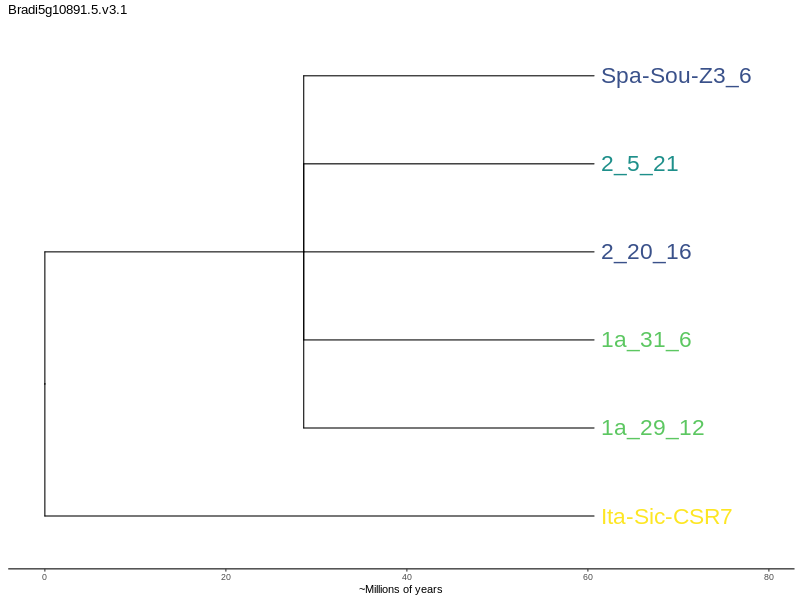 Bradi5g10891.5.v3.1
Spa-Sou-Z3_6
2_5_21
2_20_16
1a_31_6
1a_29_12
Ita-Sic-CSR7
0 20 40 60 80
~Millions of years